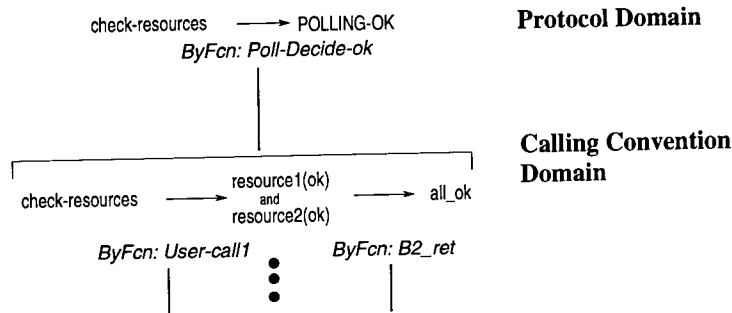 Protocol Domain
check-resources → POLLING-OK
ByFcn: Poll-Decide-ok
Calling Convention
Domain
check-resources → resource1(ok) and resource2(ok) → all_ok
ByFcn: User-call1 ByFcn: B2_ret